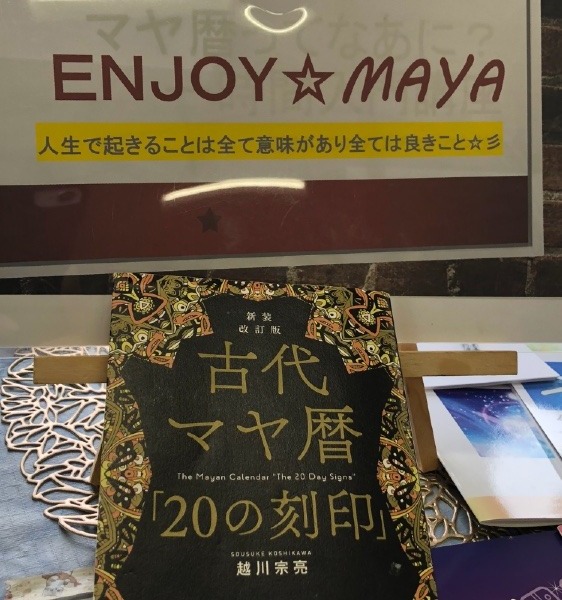 マヤ暦ってなあに？
ENJOY☆MAYA
人生で起きることは全て意味があり全ては良きこと☆彡
新装
改訂版
古代
マヤ暦
The Mayan Calendar "The 20 Day Signs"
「20の刻印」
SOUSUKE KOSHIKAWA
越川宗亮